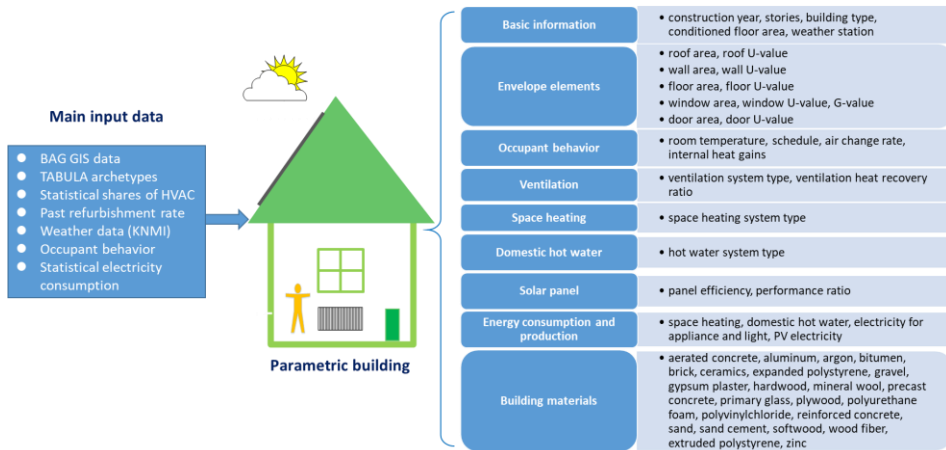 Main input data
BAG GIS data
TABULA archetypes
Statistical shares of HVAC
Past refurbishment rate
Weather data (KNMI)
Occupant behavior
Statistical electricity
consumption
Parametric building
Basic information
• construction year, stories, building type,
conditioned floor area, weather station
Envelope elements
• roof area, roof U-value
• wall area, wall U-value
• floor area, floor U-value
• window area, window U-value, G-value
• door area, door U-value
Occupant behavior
• room temperature, schedule, air change rate,
internal heat gains
Ventilation
• ventilation system type, ventilation heat recovery
ratio
Space heating
• space heating system type
Domestic hot water
• hot water system type
Solar panel
• panel efficiency, performance ratio
Energy consumption and
production
• space heating, domestic hot water, electricity for
appliance and light, PV electricity
Building materials
• aerated concrete, aluminum, argon, bitumen,
brick, ceramics, expanded polystyrene, gravel,
gypsum plaster, hardwood, mineral wool, precast
concrete, primary glass, plywood, polyurethane
foam, polyvinylchloride, reinforced concrete,
sand, sand cement, softwood, wood fiber,
extruded polystyrene, zinc